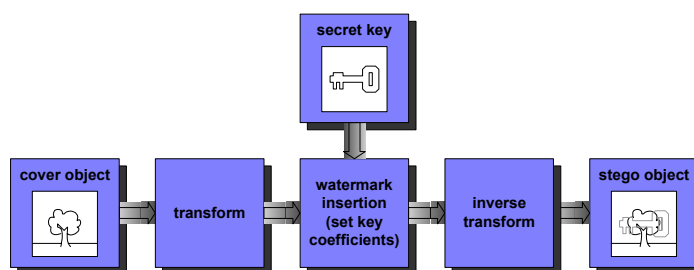 secret key
cover object
transform
watermark
insertion
(set key
coefficients)
inverse
transform
stego object